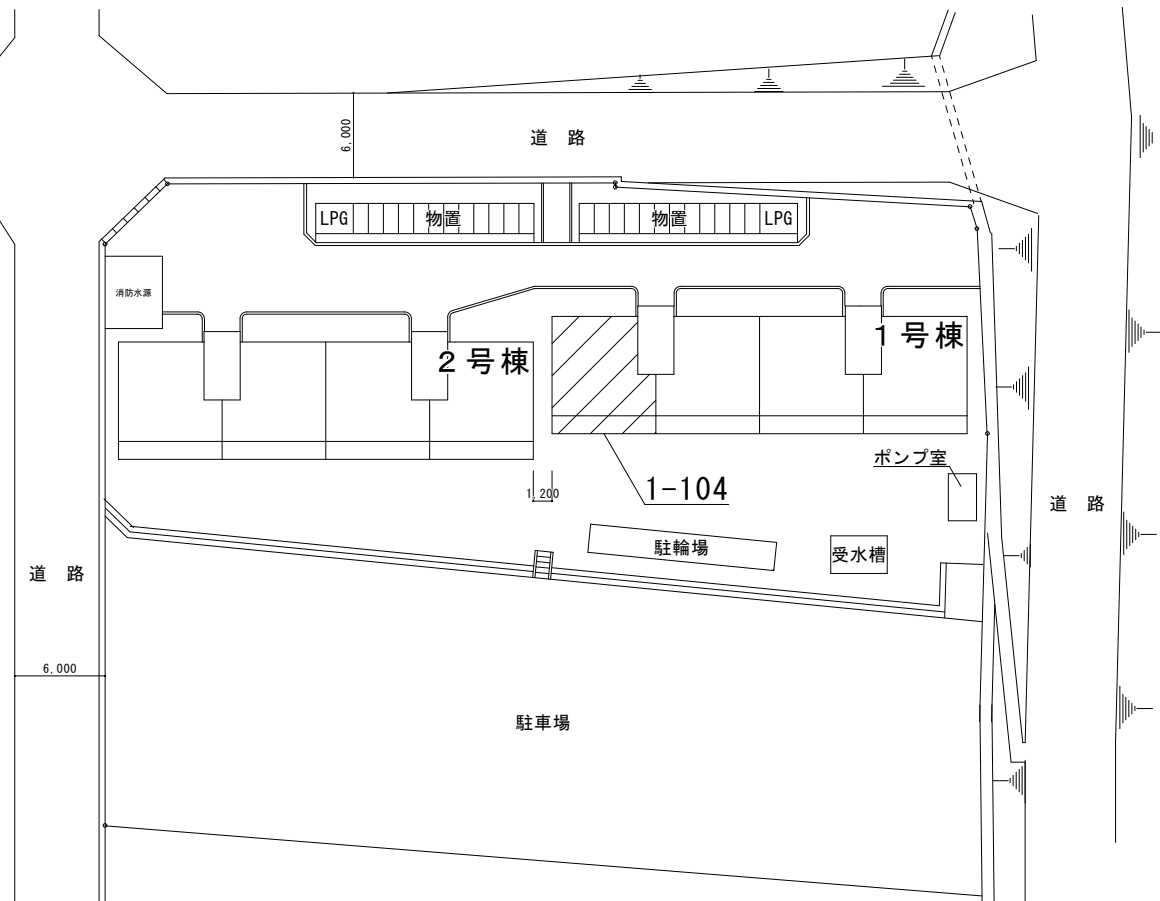 6,000
道 路
LPG
物置
物置
LPG
消防水源
2号棟
1号棟
ポンプ室
1,200
1-104
道 路
駐輪場
受水槽
道 路
6,000
駐車場